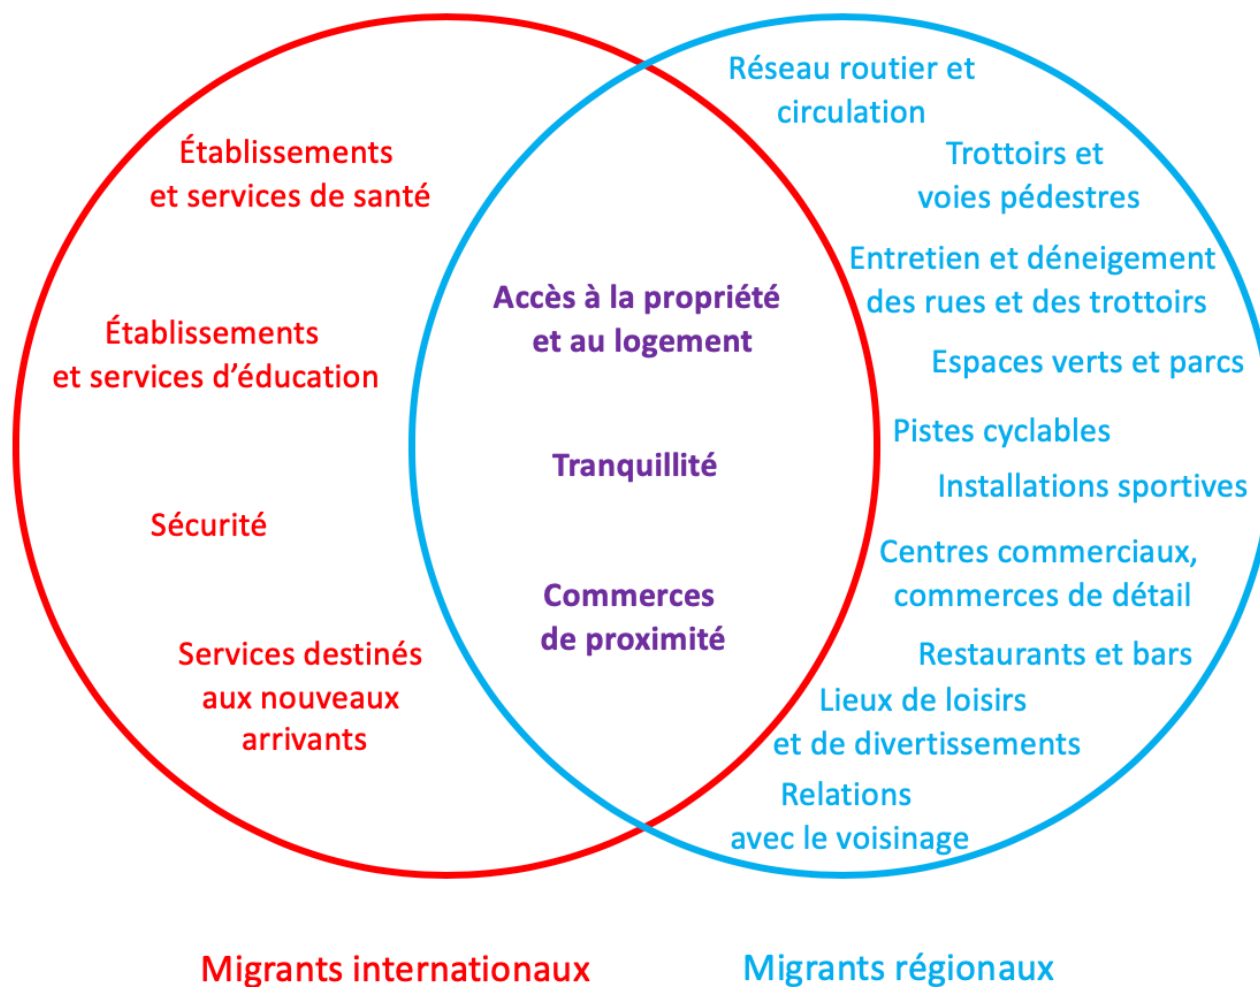 Établissements
et services de santé
Établissements
et services d’éducation
Sécurité
Services destinés
aux nouveaux
arrivants
Accès à la propriété
et au logement
Tranquillité
Commerces
de proximité
Réseau routier et
circulation
Trottoirs et
voies pédestres
Entretien et déneigement
des rues et des trottoirs
Espaces verts et parcs
Pistes cyclables
Installations sportives
Centres commerciaux,
commerces de détail
Restaurants et bars
Lieux de loisirs
et de divertissements
Relations
avec le voisinage
Migrants internationaux
Migrants régionaux